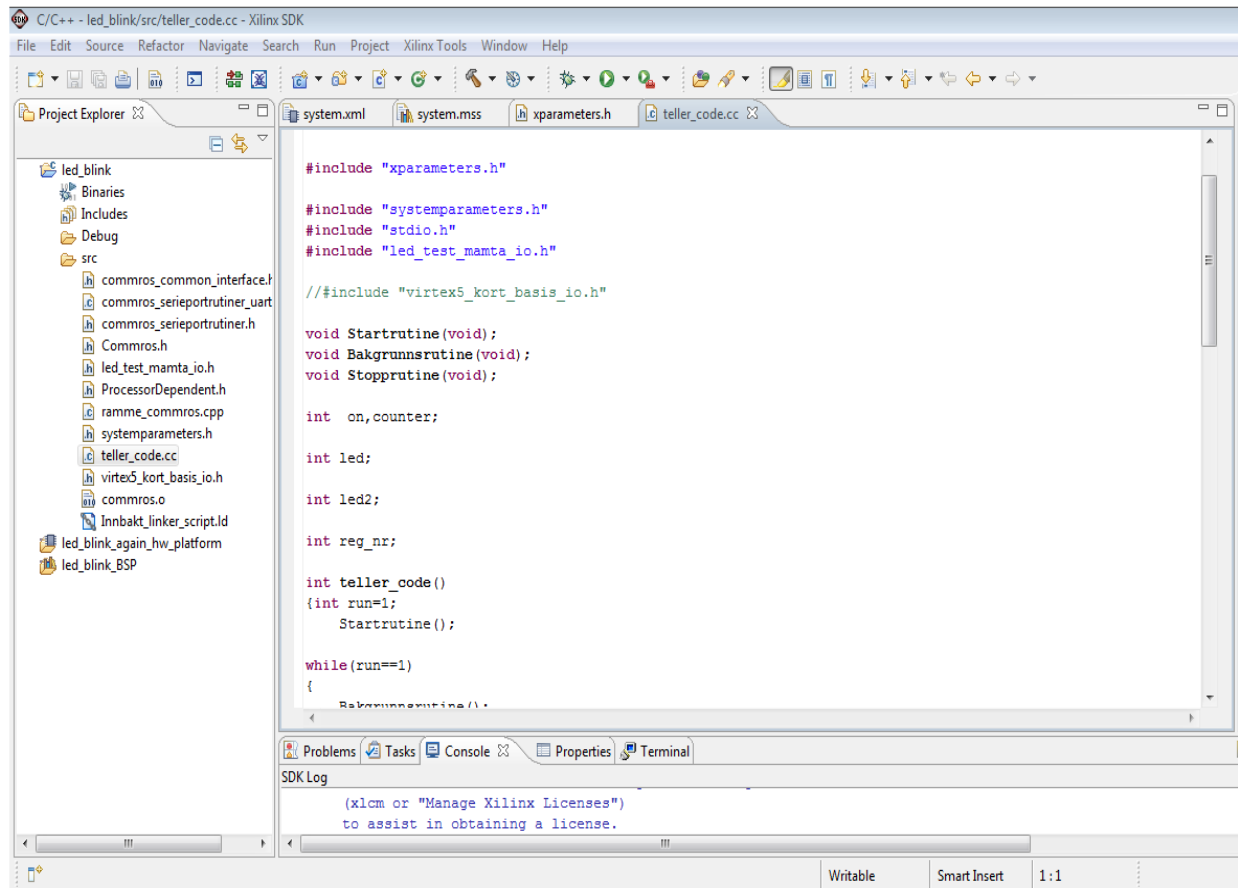 C/C++ - led_blink/src/teller_code.cc - Xilinx SDK
File Edit Source Refactor Navigate Search Run Project Xilinx Tools Window Help
Project Explorer
system.xml system.mss xparameters.h teller_code.cc
led_blink
Binaries
Includes
Debug
src
commros_common_interface.h
commros_serieportrutiner_uart
commros_serieportrutiner.h
Commros.h
led_test_mamta_io.h
ProcessorDependent.h
ramme_commros.cpp
systemparameters.h
teller_code.cc
virtex5_kort_basis_io.h
commros.o
Innbakt_linker_script.ld
led_blink_again_hw_platform
led_blink_BSP
#include "xparameters.h"
#include "systemparameters.h"
#include "stdio.h"
#include "led_test_mamta_io.h"
//#include "virtex5_kort_basis_io.h"
void Startrutine(void);
void Bakgrunnsrutine(void);
void Stopprutine(void);
int on,counter;
int led;
int led2;
int reg_nr;
int teller_code()
{int run=1;
Startrutine();
while(run==1)
{
Bakgrunnsrutine();
Problems Tasks Console Properties Terminal
SDK Log
(xlcm or "Manage Xilinx Licenses")
to assist in obtaining a license.
Writable Smart Insert 1:1